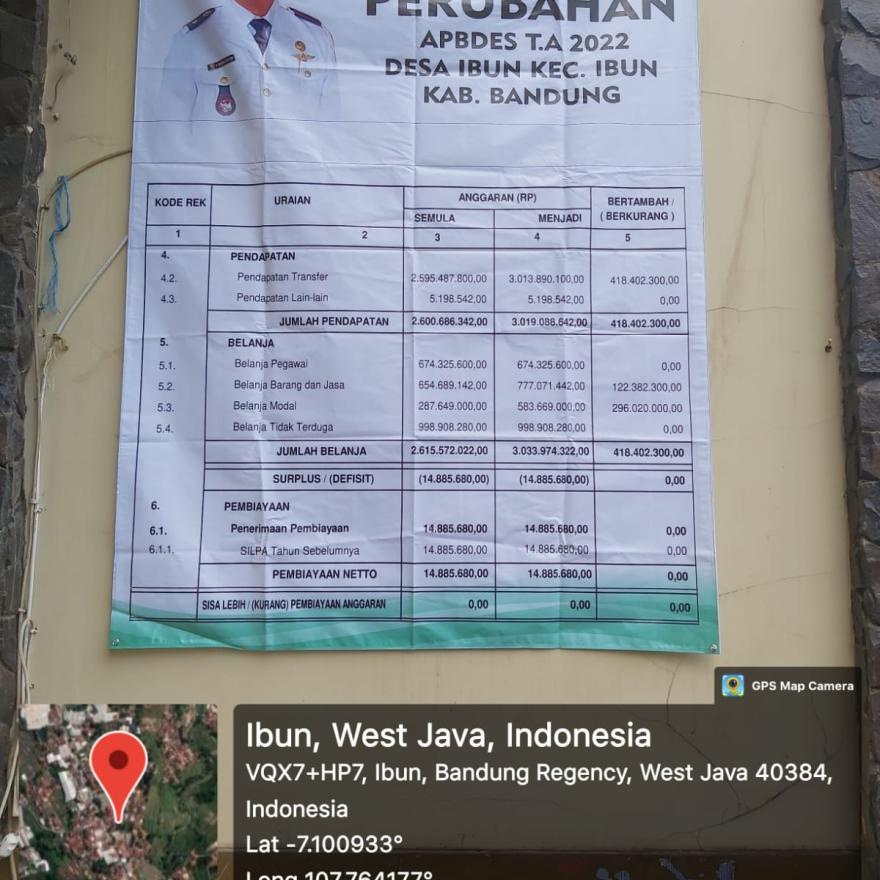 PERUBAHAN
APBDES T.A 2022
DESA IBUN KEC. IBUN
KAB. BANDUNG
KODE REK URAIAN ANGGARAN (RP) BERTAMBAH / ( BERKURANG )
SEMULA MENJADI
1 2 3 4 5
4. PENDAPATAN
4.2. Pendapatan Transfer 2.595.487.800,00 3.013.890.100,00 418.402.300,00
4.3. Pendapatan Lain-lain 5.198.542,00 5.198.542,00 0,00
JUMLAH PENDAPATAN 2.600.686.342,00 3.019.088.642,00 418.402.300,00
5. BELANJA
5.1. Belanja Pegawai 674.325.600,00 674.325.600,00 0,00
5.2. Belanja Barang dan Jasa 654.689.142,00 777.071.442,00 122.382.300,00
5.3. Belanja Modal 287.649.000,00 583.669.000,00 296.020.000,00
5.4. Belanja Tidak Terduga 998.908.280,00 998.908.280,00 0,00
JUMLAH BELANJA 2.615.572.022,00 3.033.974.322,00 418.402.300,00
SURPLUS / (DEFISIT) (14.885.680,00) (14.885.680,00) 0,00
6. PEMBIAYAAN
6.1. Penerimaan Pembiayaan 14.885.680,00 14.885.680,00 0,00
6.1.1. SILPA Tahun Sebelumnya 14.885.680,00 14.885.680,00 0,00
PEMBIAYAAN NETTO 14.885.680,00 14.885.680,00 0,00
SISA LEBIH / (KURANG) PEMBIAYAAN ANGGARAN 0,00 0,00 0,00
GPS Map Camera
Ibun, West Java, Indonesia
VQX7+HP7, Ibun, Bandung Regency, West Java 40384,
Indonesia
Lat -7.100933°
Long 107.764177°